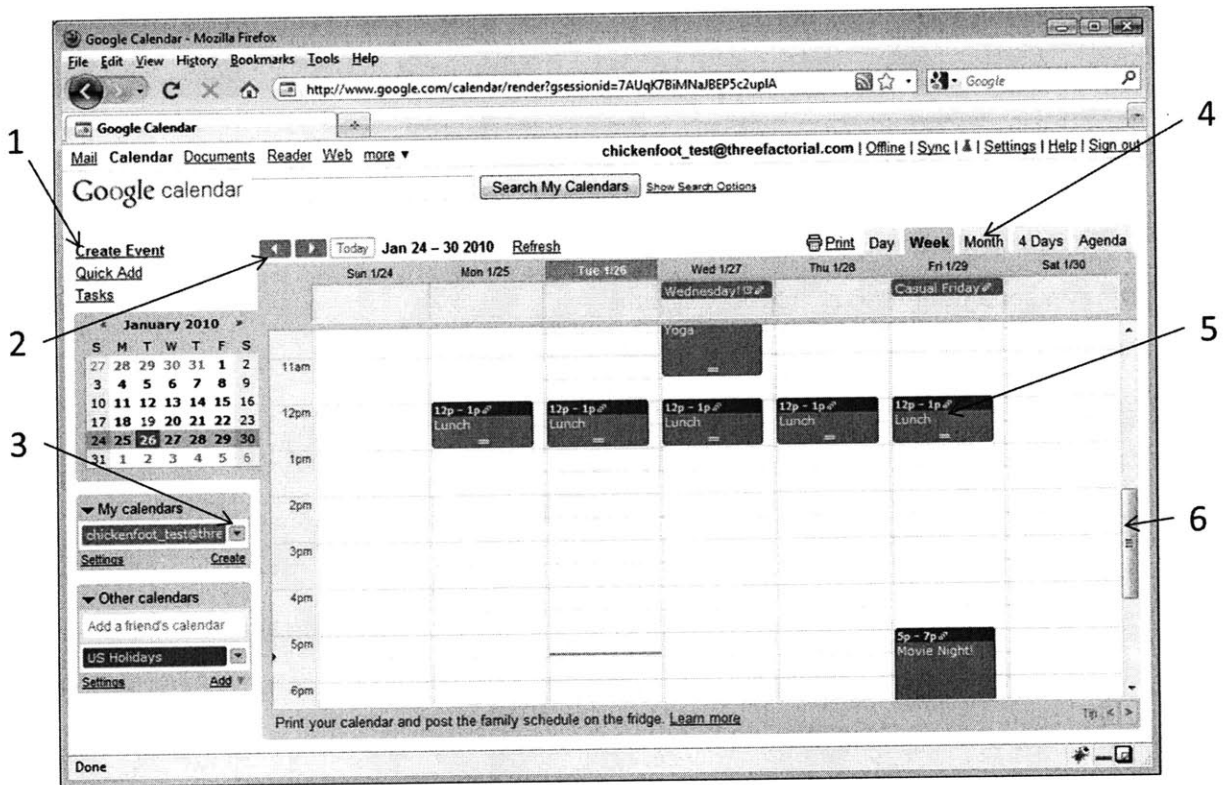 Google Calendar - Mozilla Firefox
File Edit View History Bookmarks Tools Help
http://www.google.com/calendar/render?gsessionid=7AUqK7BiMNaJBEP5c2upIA
Google
Google Calendar
1
4
Mail Calendar Documents Reader Web more ▼
chickenfoot_test@threefactorial.com | Offline | Sync | | Settings | Help | Sign out
Google calendar
Search My Calendars Show Search Options
Create Event
Quick Add
Tasks
Today Jan 24 – 30 2010 Refresh
Print Day Week Month 4 Days Agenda
Sun 1/24 Mon 1/25 Tue 1/26 Wed 1/27 Thu 1/28 Fri 1/29 Sat 1/30
Wednesday! Casual Friday
2
« January 2010 »
S M T W T F S
27 28 29 30 31 1 2
3 4 5 6 7 8 9
10 11 12 13 14 15 16
17 18 19 20 21 22 23
24 25 26 27 28 29 30
31 1 2 3 4 5 6
Yoga
5
11am
12pm
12p – 1p 12p – 1p 12p – 1p 12p – 1p 12p – 1p
Lunch Lunch Lunch Lunch Lunch
1pm
2pm
3pm
4pm
5pm
6pm
5p – 7p
Movie Night!
6
3
My calendars
chickenfoot_test@thre
Settings Create
Other calendars
Add a friend's calendar
US Holidays
Settings Add ▼
Print your calendar and post the family schedule on the fridge. Learn more
Tip < >
Done